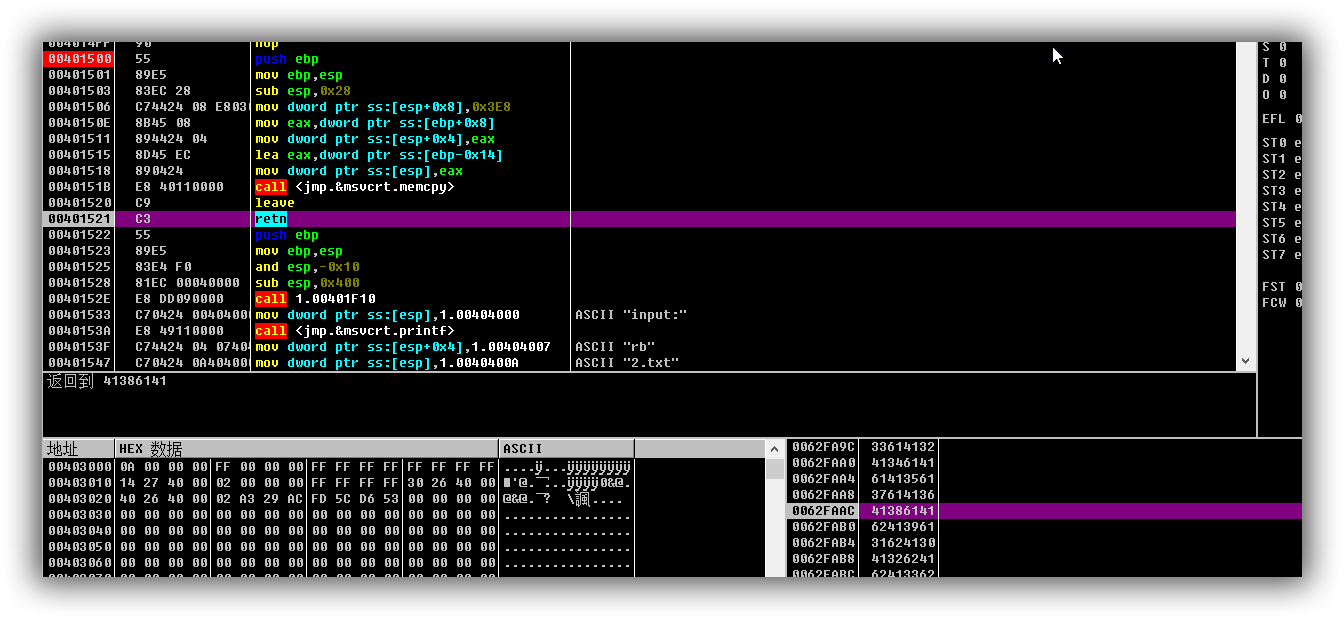 004014FF 90 nop
00401500 55 push ebp
00401501 89E5 mov ebp,esp
00401503 83EC 28 sub esp,0x28
00401506 C74424 08 E803 mov dword ptr ss:[esp+0x8],0x3E8
0040150E 8B45 08 mov eax,dword ptr ss:[ebp+0x8]
00401511 894424 04 mov dword ptr ss:[esp+0x4],eax
00401515 8D45 EC lea eax,dword ptr ss:[ebp-0x14]
00401518 890424 mov dword ptr ss:[esp],eax
0040151B E8 40110000 call <jmp.&msvcrt.memcpy>
00401520 C9 leave
00401521 C3 retn
00401522 55 push ebp
00401523 89E5 mov ebp,esp
00401525 83E4 F0 and esp,-0x10
00401528 81EC 00040000 sub esp,0x400
0040152E E8 DD090000 call 1.00401F10
00401533 C70424 00404000 mov dword ptr ss:[esp],1.00404000 ASCII "input:"
0040153A E8 49110000 call <jmp.&msvcrt.printf>
0040153F C74424 04 0740 mov dword ptr ss:[esp+0x4],1.00404007 ASCII "rb"
00401547 C70424 0A404000 mov dword ptr ss:[esp],1.0040400A ASCII "2.txt"
S 0
T 0
D 0
O 0
EFL 0
ST0 e
ST1 e
ST2 e
ST3 e
ST4 e
ST5 e
ST6 e
ST7 e
FST 0
FCW 0
返回到 41386141
地址 HEX 数据 ASCII
00403000 0A 00 00 00 FF 00 00 00 FF FF FF FF FF FF FF FF ....ÿ...ÿÿÿÿÿÿÿÿ
00403010 14 27 40 00 02 00 00 00 FF FF FF FF 30 26 40 00
00403020 40 26 40 00 02 A3 29 AC FD 5C D6 53 00 00 00 00
00403030 00 00 00 00 00 00 00 00 00 00 00 00 00 00 00 00 ................
00403040 00 00 00 00 00 00 00 00 00 00 00 00 00 00 00 00 ................
00403050 00 00 00 00 00 00 00 00 00 00 00 00 00 00 00 00 ................
00403060 00 00 00 00 00 00 00 00 00 00 00 00 00 00 00 00 ................
0062FA9C 33614132
0062FAA0 41346141
0062FAA4 61413561
0062FAA8 37614136
0062FAAC 41386141
0062FAB0 62413961
0062FAB4 31624130
0062FAB8 41326241
0062FABC 62413362